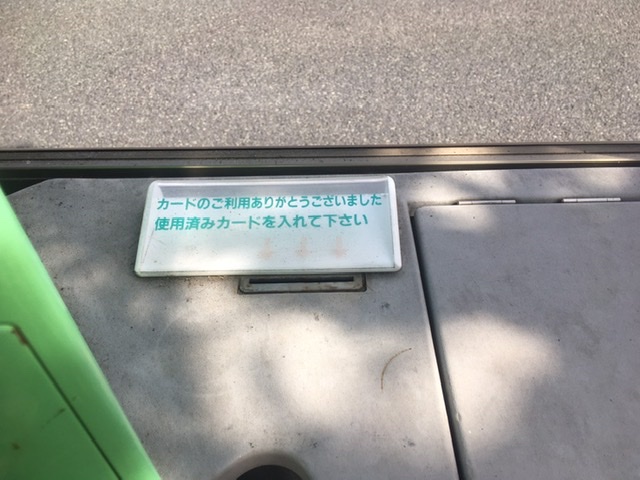 カードのご利用ありがとうございました
使用済みカードを入れて下さい